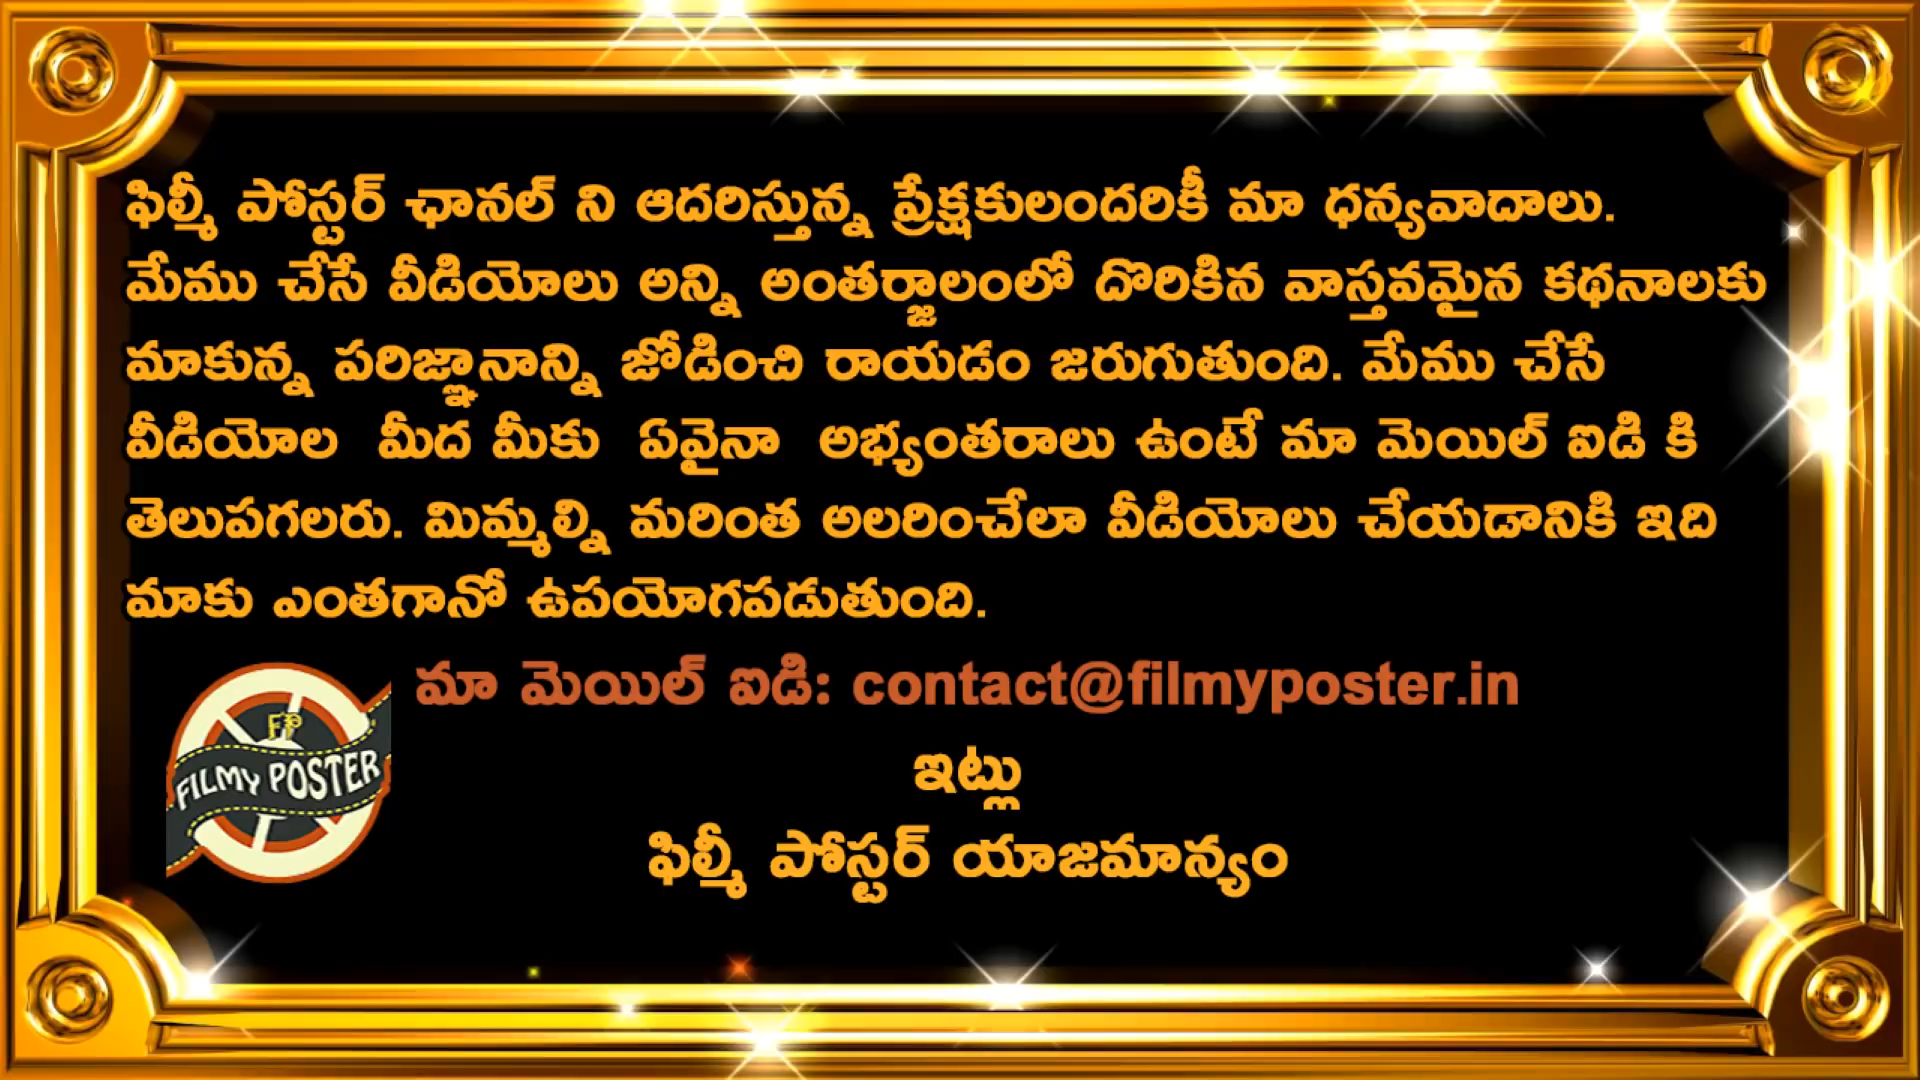 ఫిల్మీ పోస్టర్ ఛానల్ ని ఆదరిస్తున్న ప్రేక్షకులందరికీ మా ధన్యవాదాలు.
మేము చేసే వీడియోలు అన్ని అంతర్జాలంలో దొరికిన వాస్తవమైన కథనాలకు
మాకున్న పరిజ్ఞానాన్ని జోడించి రాయడం జరుగుతుంది. మేము చేసే
వీడియోల మీద మీకు ఏవైనా అభ్యంతరాలు ఉంటే మా మెయిల్ ఐడి కి
తెలుపగలరు. మిమ్మల్ని మరింత అలరించేలా వీడియోలు చేయడానికి ఇది
మాకు ఎంతగానో ఉపయోగపడుతుంది.
మా మెయిల్ ఐడి: contact@filmyposter.in
FP
FILMY POSTER
ఇట్లు
ఫిల్మీ పోస్టర్ యాజమాన్యం